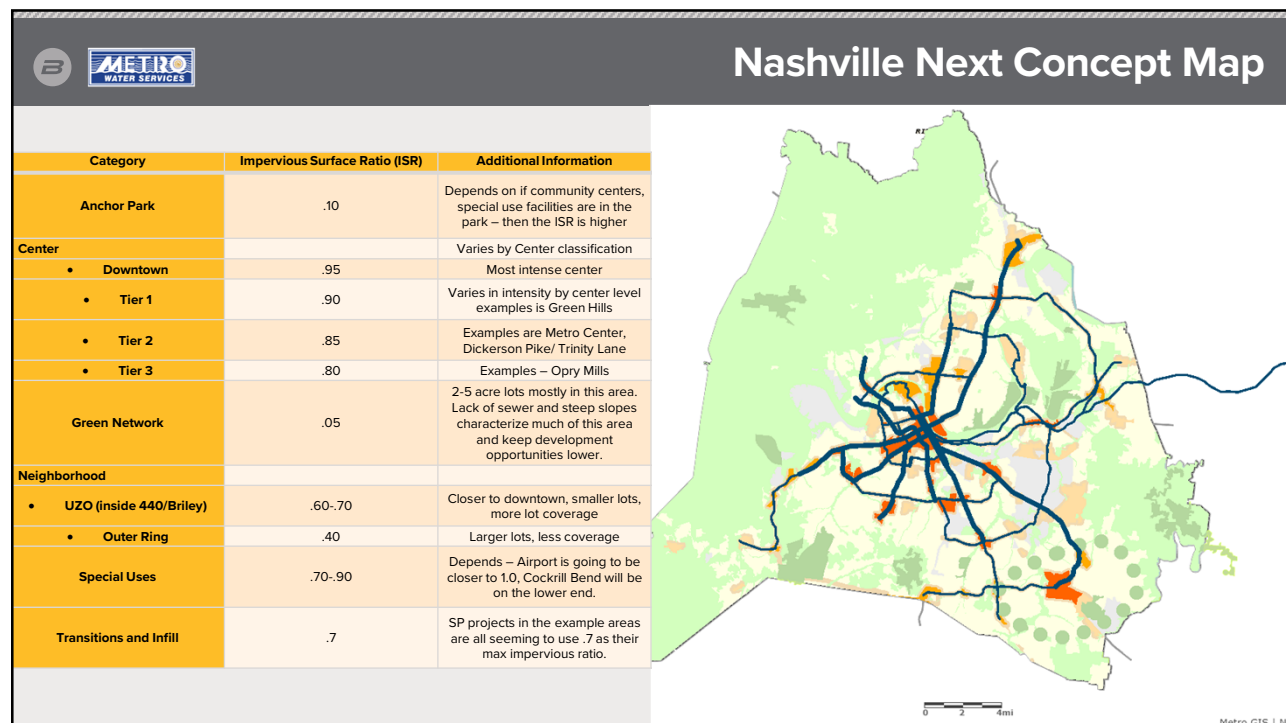 B
METRO
WATER SERVICES
Nashville Next Concept Map
Category Impervious Surface Ratio (ISR) Additional Information
Anchor Park .10 Depends on if community centers,
special use facilities are in the
park – then the ISR is higher
Center Varies by Center classification
• Downtown .95 Most intense center
• Tier 1 .90 Varies in intensity by center level
examples is Green Hills
• Tier 2 .85 Examples are Metro Center,
Dickerson Pike/ Trinity Lane
• Tier 3 .80 Examples – Opry Mills
Green Network .05 2-5 acre lots mostly in this area.
Lack of sewer and steep slopes
characterize much of this area
and keep development
opportunities lower.
Neighborhood
• UZO (inside 440/Briley) .60-.70 Closer to downtown, smaller lots,
more lot coverage
• Outer Ring .40 Larger lots, less coverage
Special Uses .70-.90 Depends – Airport is going to be
closer to 1.0, Cockrill Bend will be
on the lower end.
Transitions and Infill .7 SP projects in the example areas
are all seeming to use .7 as their
max impervious ratio.
0 2 4mi
Metro GIS |